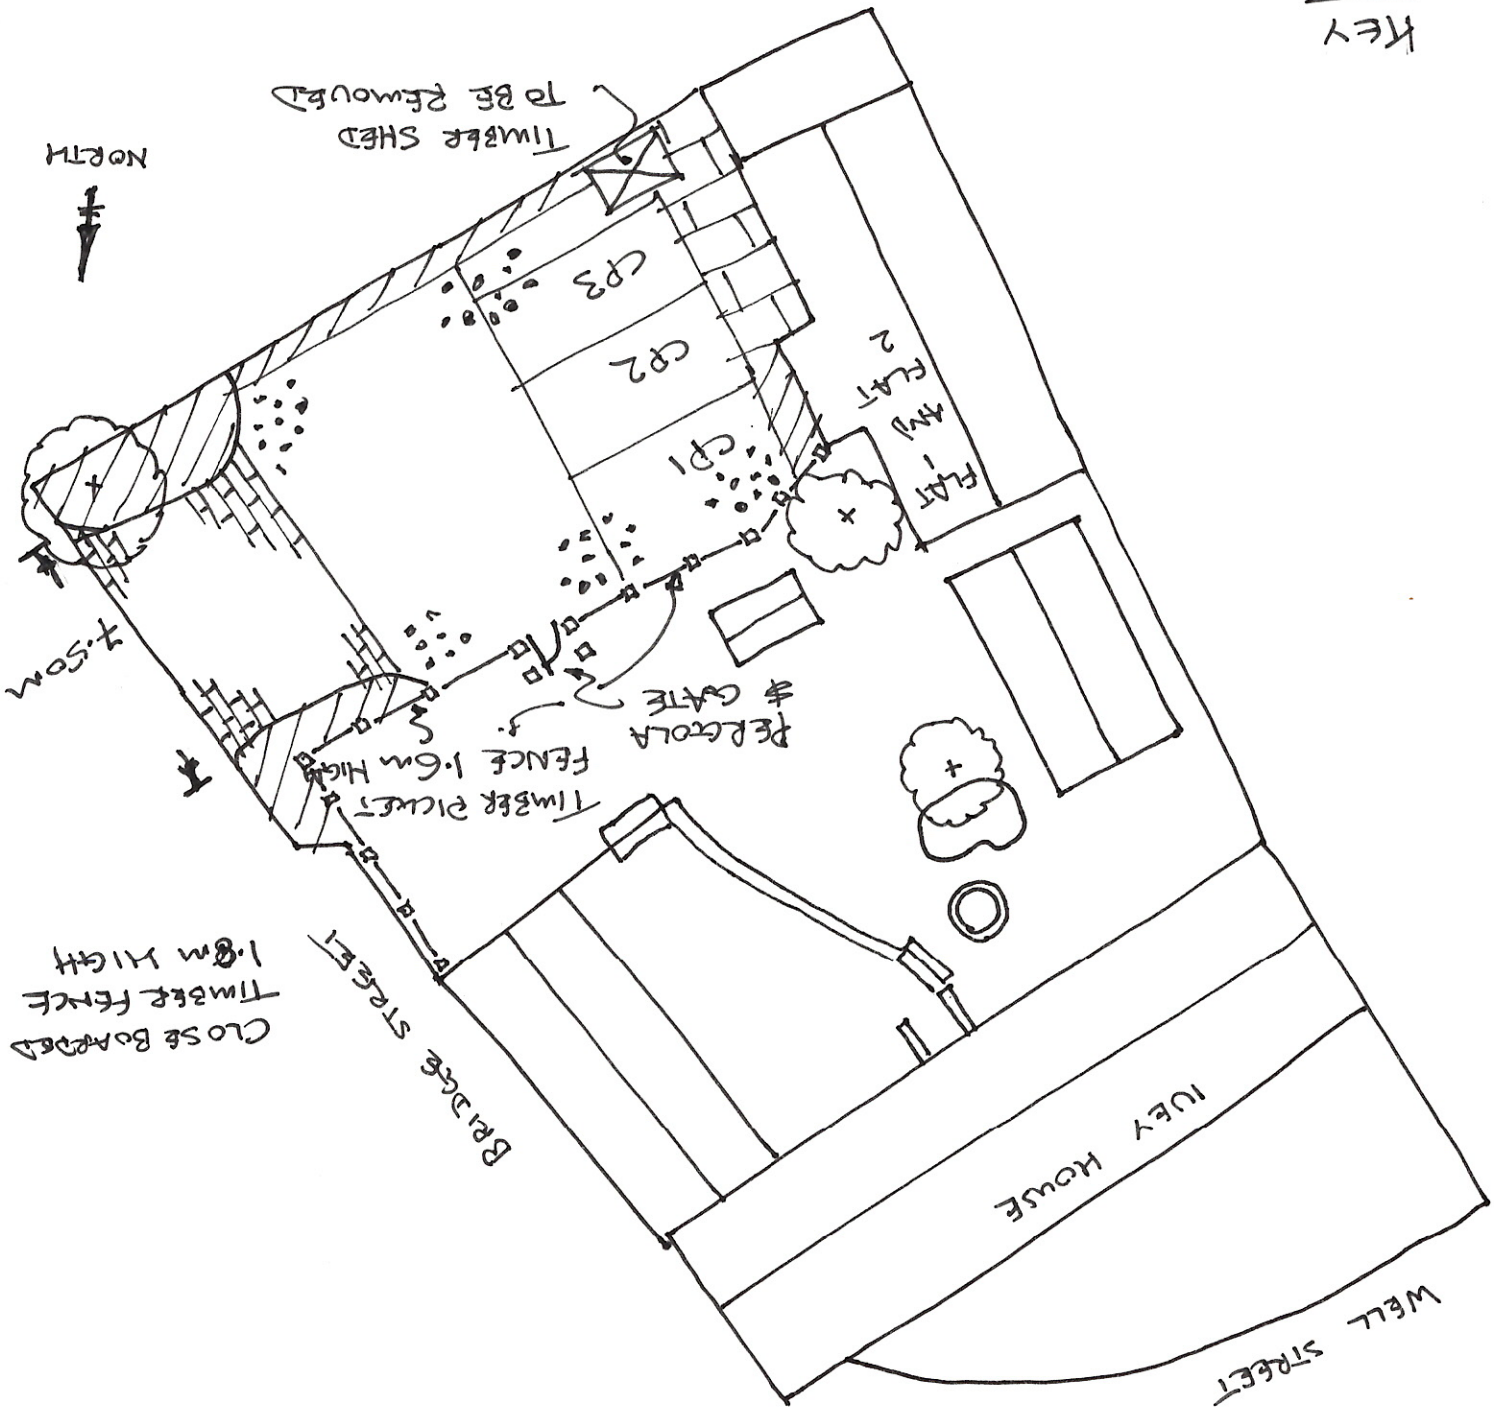 WELL STREET
IVEY HOUSE
BRIDGE STREET
CLOSE BOARDED
TIMBER FENCE
1.8m HIGH
TIMBER PICKET
FENCE 1.6m HIGH
PERGOLA
& GATE
7.50m
FLAT 1
AND
FLAT
2
CP1
CP2
CP3
NORTH
TIMBER SHED
TO BE REMOVED
KEY